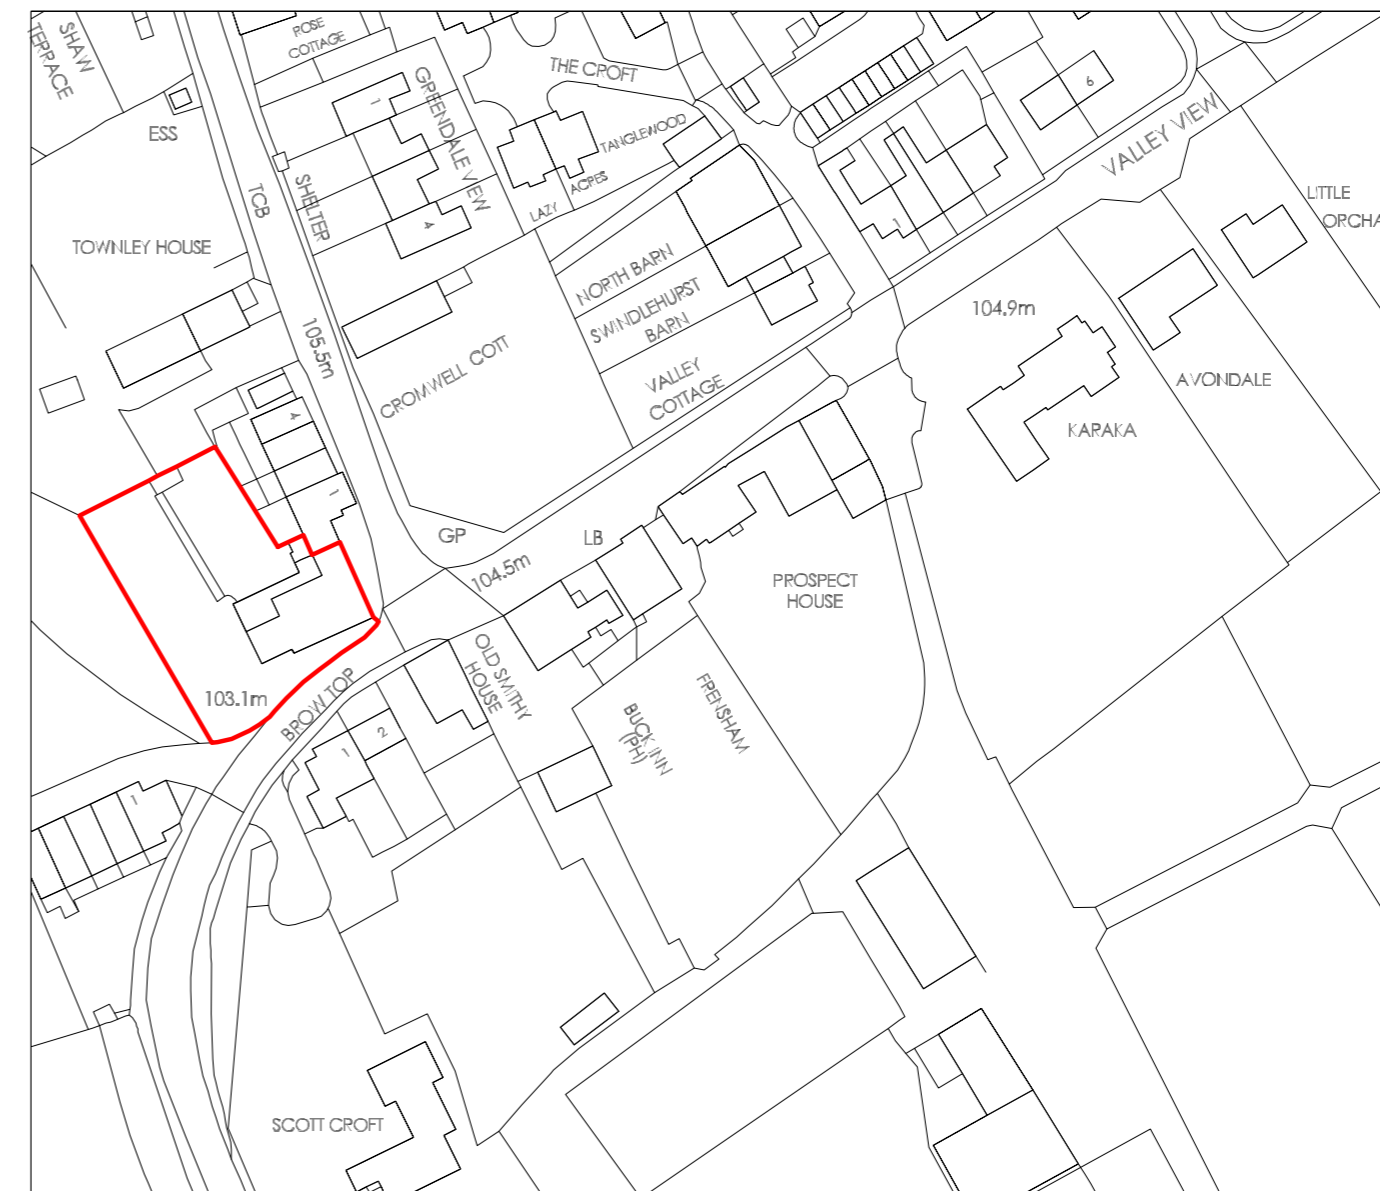 SHAW
TERRACE
ROSE
COTTAGE
ESS
TCB
SHELTER
1
GREENDALE VIEW
4
THE CROFT
TANGLEWOOD
LAZY
ACRES
6
VALLEY VIEW
1
LITTLE
ORCHA
TOWNLEY HOUSE
105.5m
CROMWELL COTT
NORTH BARN
SWINDLEHURST
BARN
VALLEY
COTTAGE
104.9m
AVONDALE
KARAKA
4
1
GP
LB
104.5m
PROSPECT
HOUSE
103.1m
BROW TOP
OLD SMITHY
HOUSE
1
2
BUCK INN
(PH)
FRENSHAM
1
SCOTT CROFT